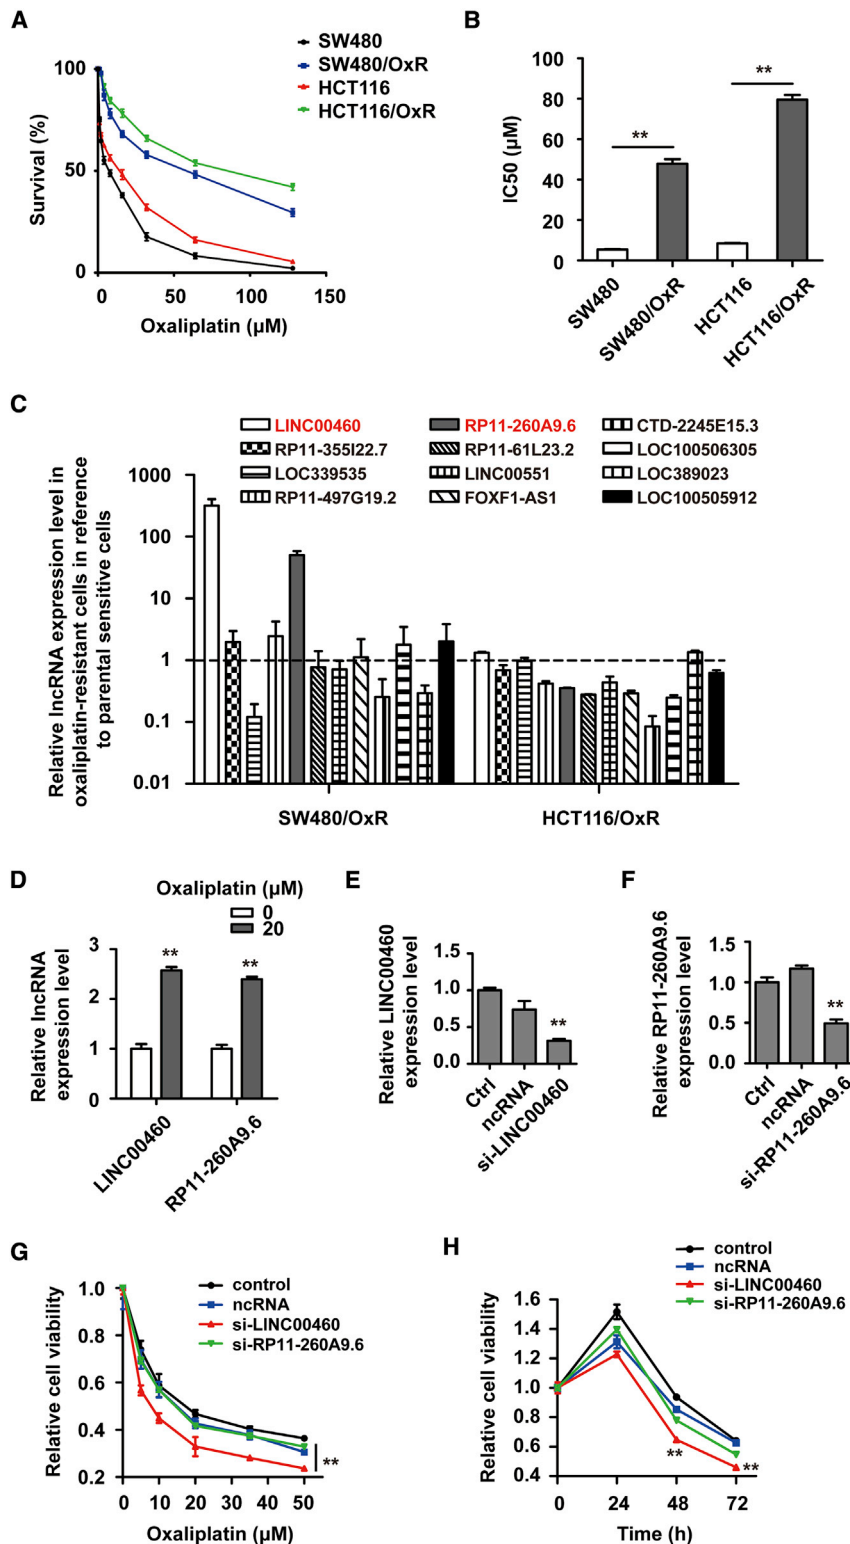 A
SW480
SW480/OxR
HCT116
HCT116/OxR
Survival (%)
100
50
0
0 50 100 150
Oxaliplatin (µM)
B
**
**
IC50 (µM)
100
80
60
40
20
0
SW480
SW480/OxR
HCT116
HCT116/OxR
C
LINC00460 RP11-260A9.6 CTD-2245E15.3
RP11-355I22.7 RP11-61L23.2 LOC100506305
LOC339535 LINC00551 LOC389023
RP11-497G19.2 FOXF1-AS1 LOC100505912
Relative lncRNA expression level in
oxaliplatin-resistant cells in reference
to parental sensitive cells
1000
100
10
1
0.1
0.01
SW480/OxR HCT116/OxR
D
Oxaliplatin (µM)
0
20
Relative lncRNA
expression level
3
2
1
0
** **
LINC00460
RP11-260A9.6
E
Relative LINC00460
expression level
1.5
1.0
0.5
0.0
**
Ctrl
ncRNA
si-LINC00460
F
Relative RP11-260A9.6
expression level
1.5
1.0
0.5
0.0
**
Ctrl
ncRNA
si-RP11-260A9.6
G
control
ncRNA
si-LINC00460
si-RP11-260A9.6
Relative cell viability
1.0
0.8
0.6
0.4
0.2
**
0 10 20 30 40 50
Oxaliplatin (µM)
H
control
ncRNA
si-LINC00460
si-RP11-260A9.6
Relative cell viability
1.6
1.4
1.2
1.0
0.8
0.6
0.4
** **
0 24 48 72
Time (h)